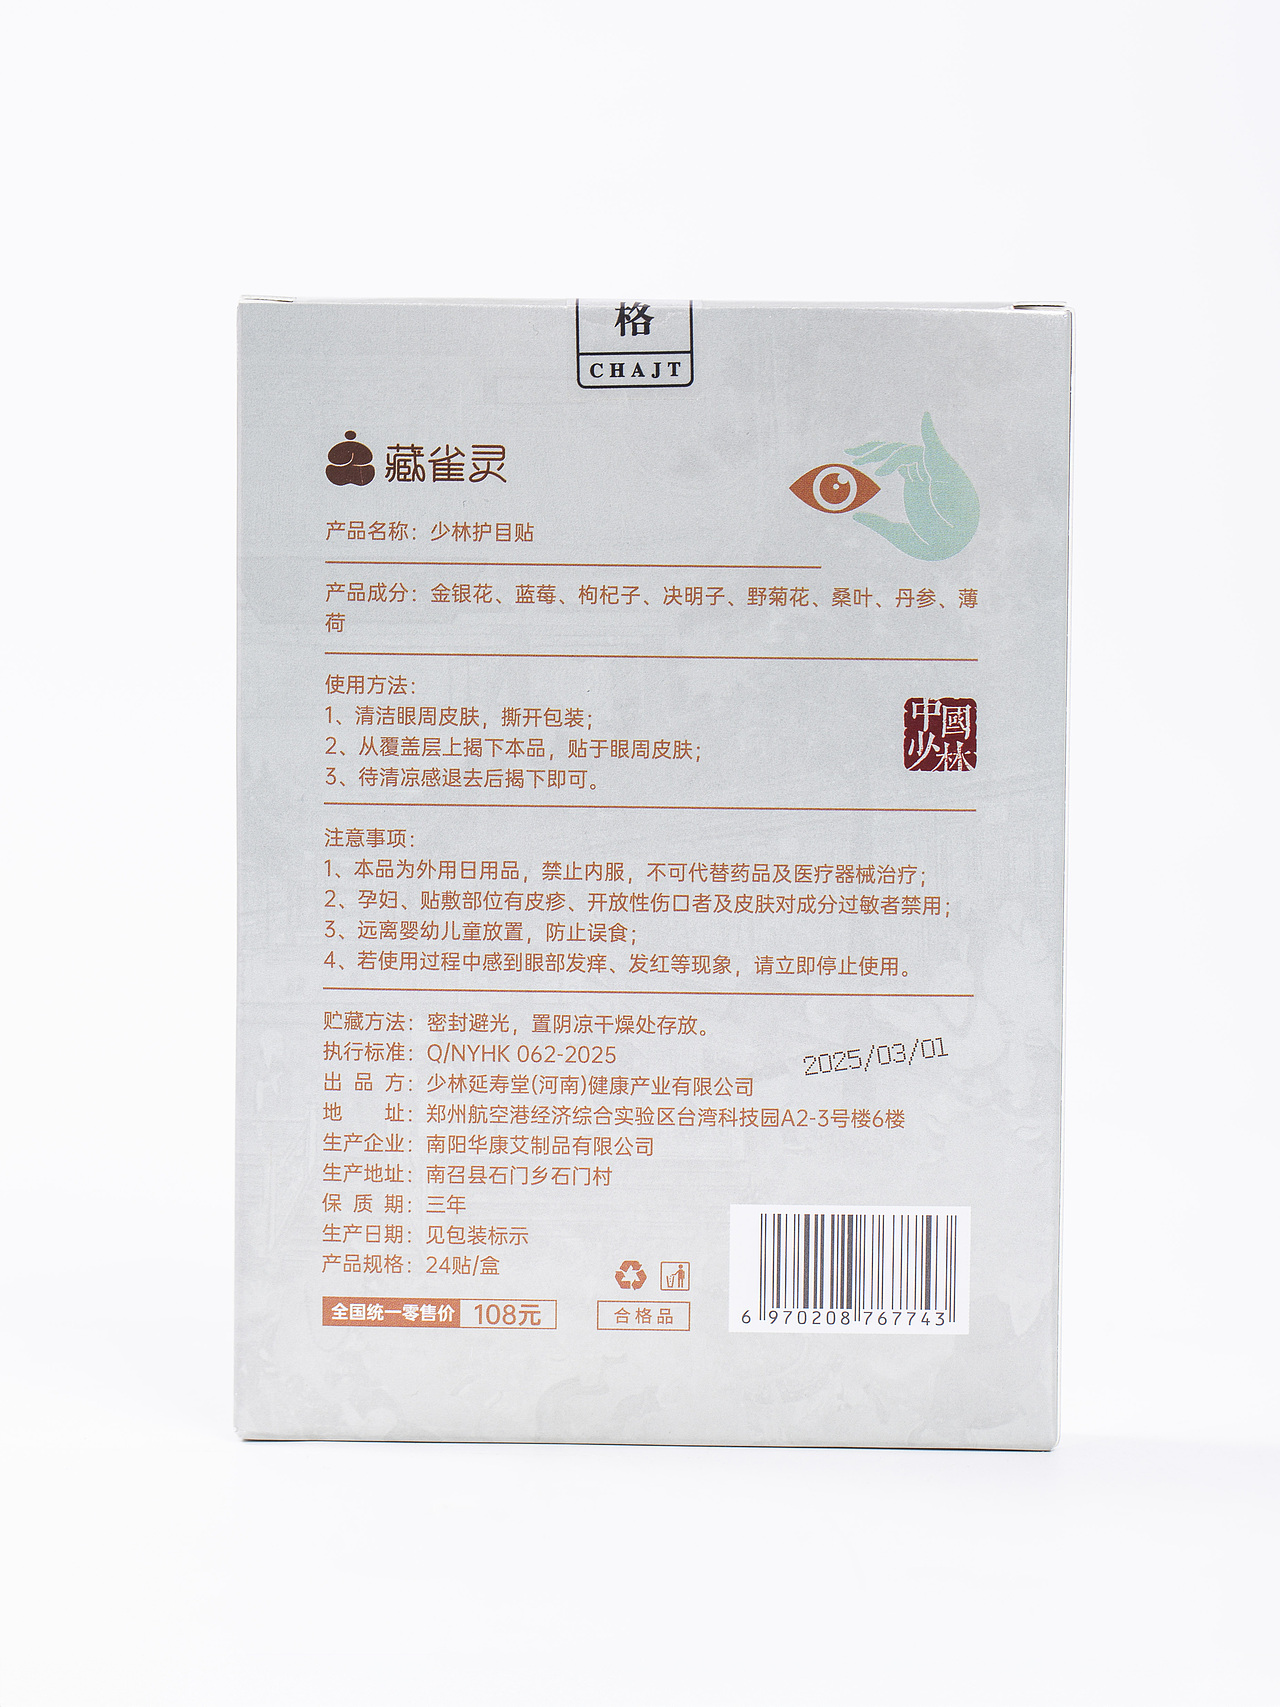 格
CHAJT
藏雀灵
产品名称：少林护目贴
产品成分：金银花、蓝莓、枸杞子、决明子、野菊花、桑叶、丹参、薄
荷
使用方法：
1、清洁眼周皮肤，撕开包装；
2、从覆盖层上揭下本品，贴于眼周皮肤；
3、待清凉感退去后揭下即可。
中國
少林
注意事项：
1、本品为外用日用品，禁止内服，不可代替药品及医疗器械治疗；
2、孕妇、贴敷部位有皮疹、开放性伤口者及皮肤对成分过敏者禁用；
3、远离婴幼儿童放置，防止误食；
4、若使用过程中感到眼部发痒、发红等现象，请立即停止使用。
贮藏方法：密封避光，置阴凉干燥处存放。
执行标准：Q/NYHK 062-2025
2025/03/01
出 品 方：少林延寿堂(河南)健康产业有限公司
地 址：郑州航空港经济综合实验区台湾科技园A2-3号楼6楼
生产企业：南阳华康艾制品有限公司
生产地址：南召县石门乡石门村
保 质 期：三年
生产日期：见包装标示
产品规格：24贴/盒
全国统一零售价 108元
合格品
6 970208 767743